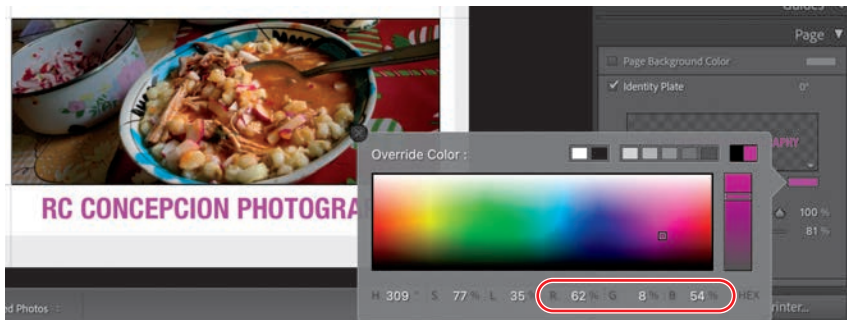 Guides
Page
Page Background Color
Identity Plate 0°
RC CONCEPCION PHOTOGRA
Override Color :
100 %
81 %
H 309 ° S 77 % L 35 R 62 % G 8 % B 54 % HEX
ed Photos
rinter...